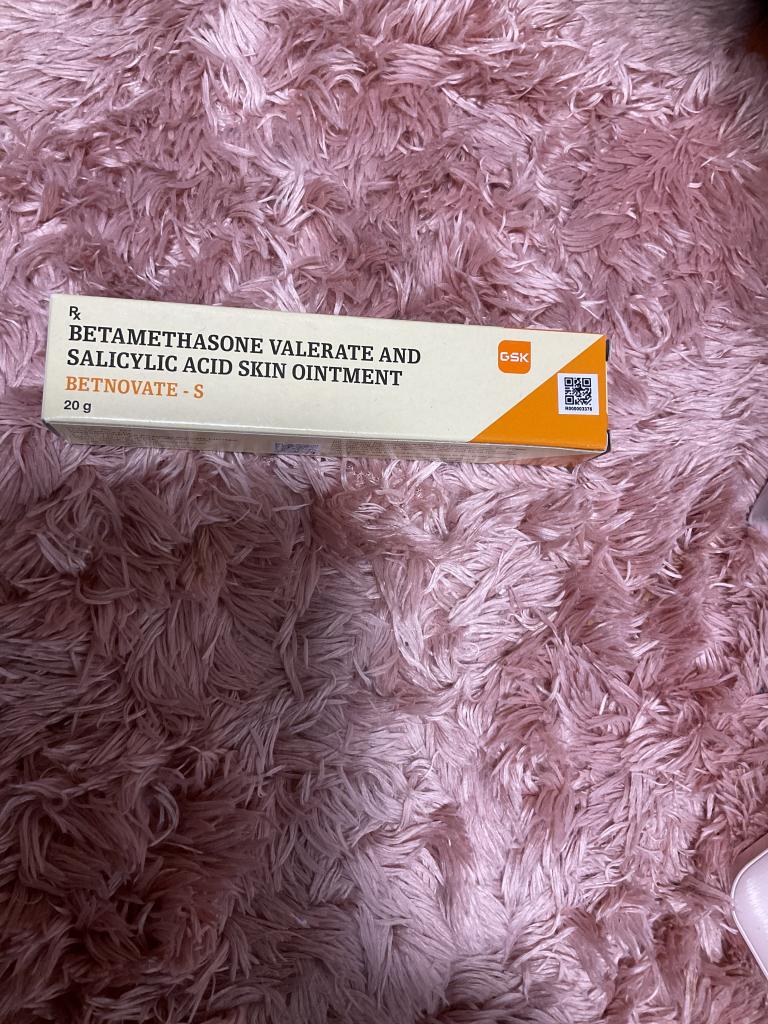 ℞
BETAMETHASONE VALERATE AND
SALICYLIC ACID SKIN OINTMENT
BETNOVATE - S
20 g
GSK